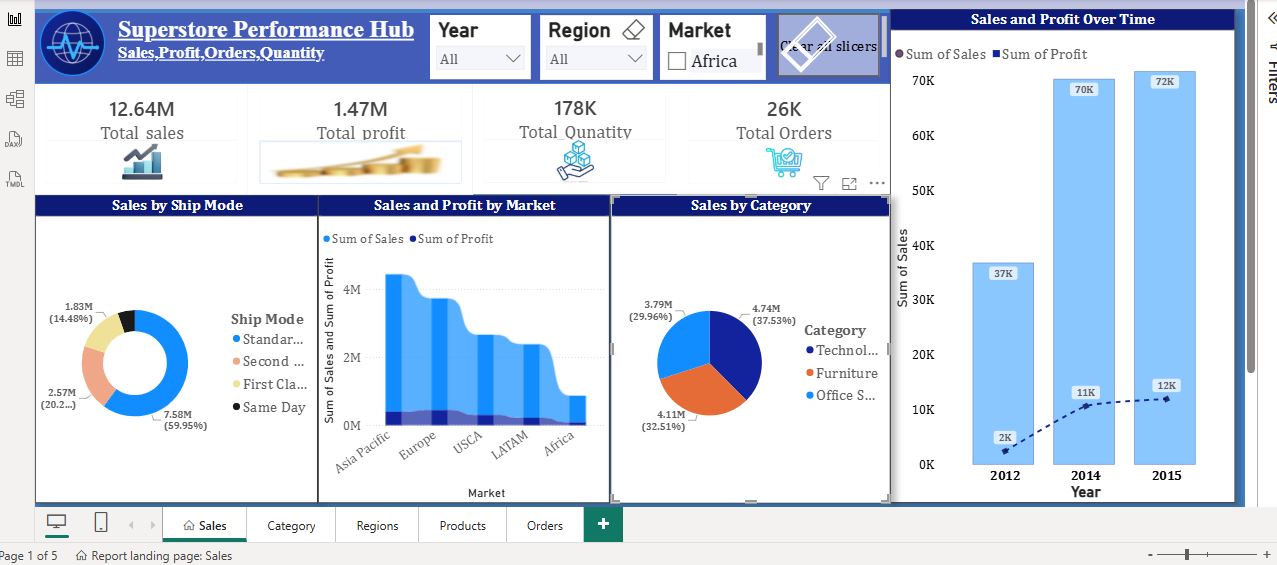 Superstore Performance Hub
Sales,Profit,Orders,Quantity
Year
All
Region
All
Market
Africa
Clear all slicers
Sales and Profit Over Time
Sum of Sales
Sum of Profit
12.64M
Total sales
1.47M
Total profit
178K
Total Qunatity
26K
Total Orders
Sales by Ship Mode
1.83M
(14.48%)
2.57M
(20.2...)
7.58M
(59.95%)
Ship Mode
Standar...
Second ...
First Cla...
Same Day
Sales and Profit by Market
Sum of Sales
Sum of Profit
Sum of Sales and Sum of Profit
4M
2M
0M
Asia Pacific
Europe
USCA
LATAM
Africa
Market
Sales by Category
3.79M
(29.96%)
4.74M
(37.53%)
4.11M
(32.51%)
Category
Technol...
Furniture
Office S...
Sum of Sales
70K
60K
50K
40K
30K
20K
10K
0K
37K
70K
72K
2K
11K
12K
2012
2014
2015
Year
Filters
DAX
TMDL
Sales
Category
Regions
Products
Orders
+
Page 1 of 5
Report landing page: Sales
- +